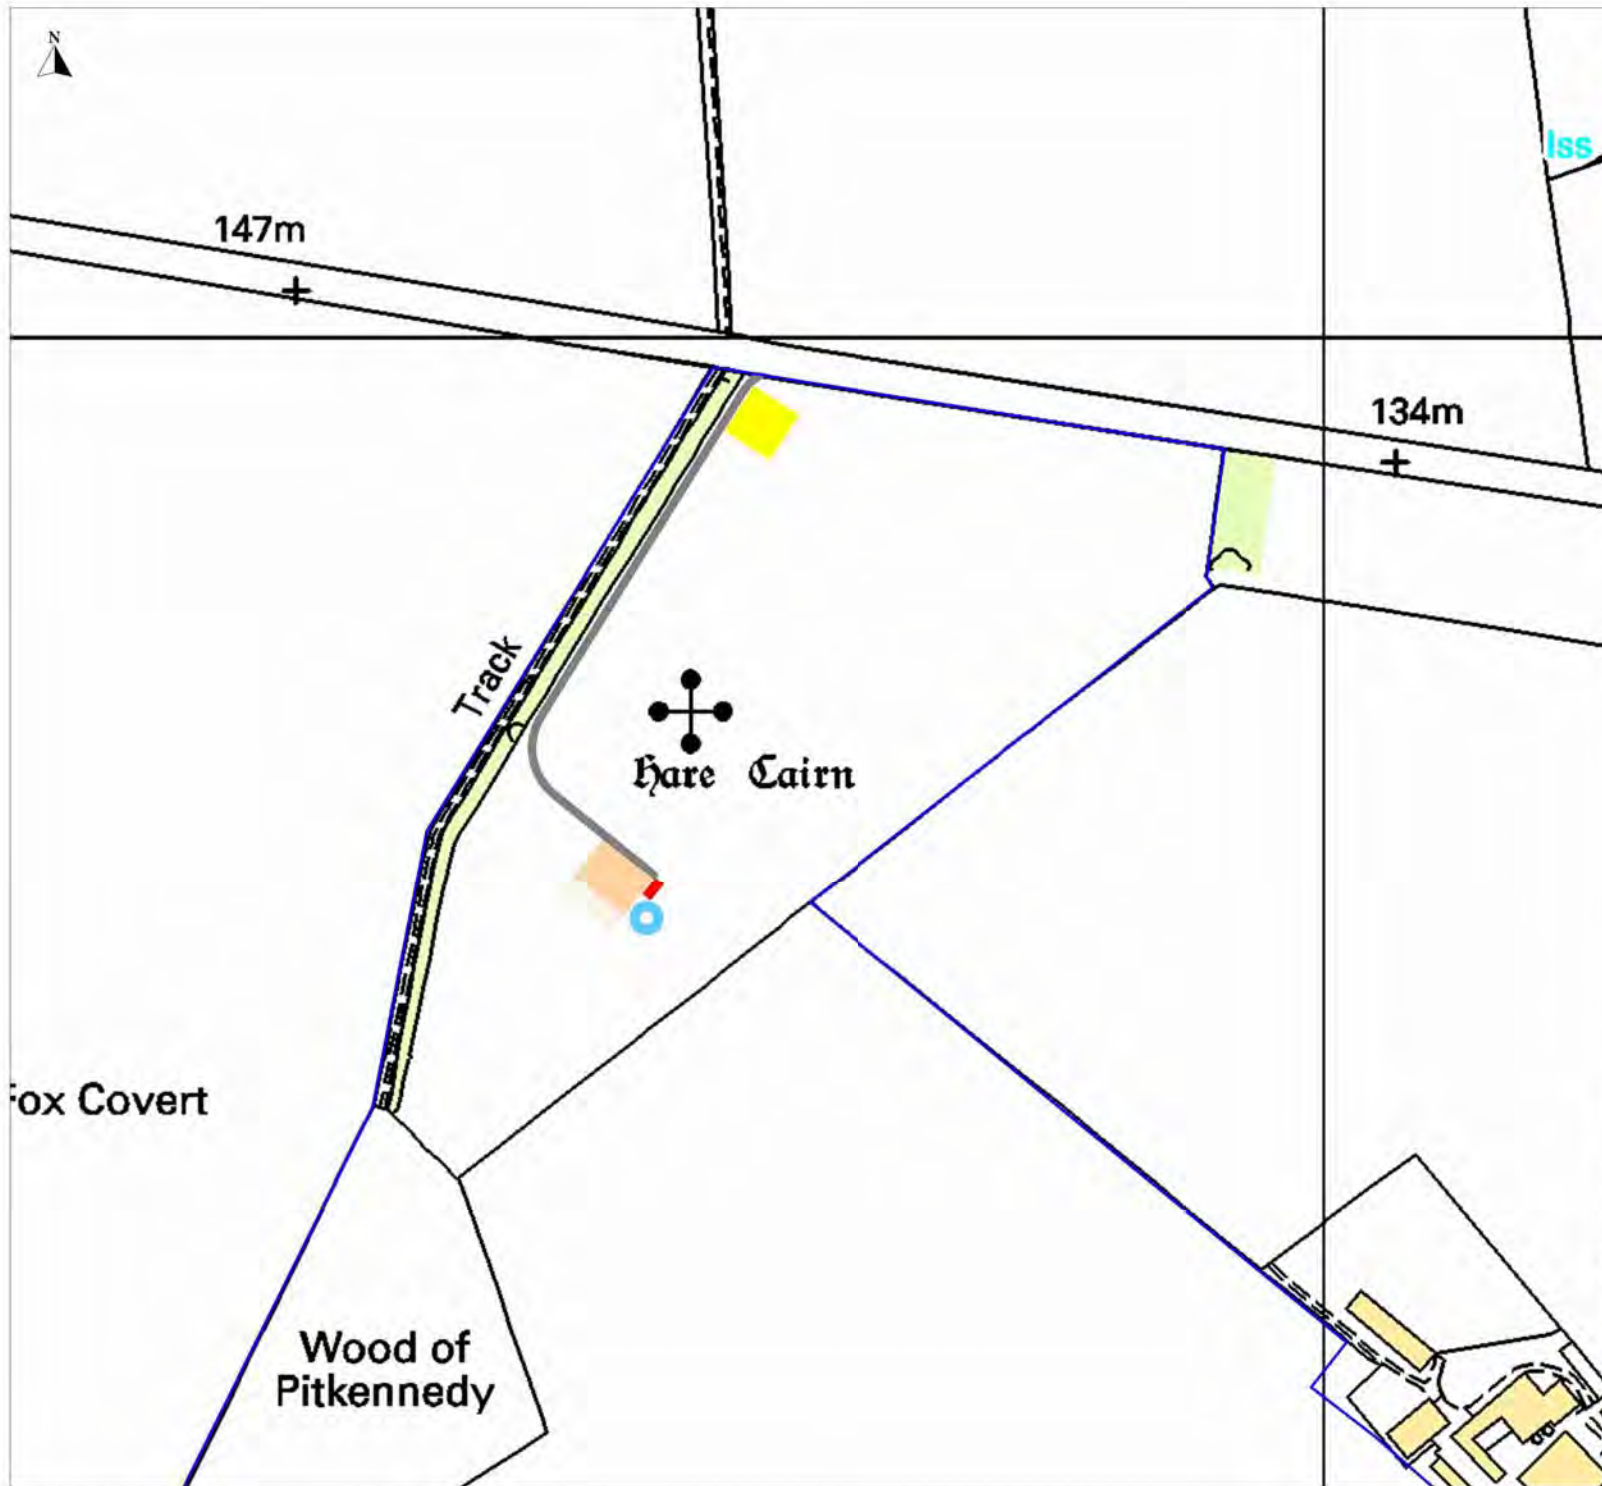 N
Iss
147m
134m
Track
Hare Cairn
Fox Covert
Wood of
Pitkennedy